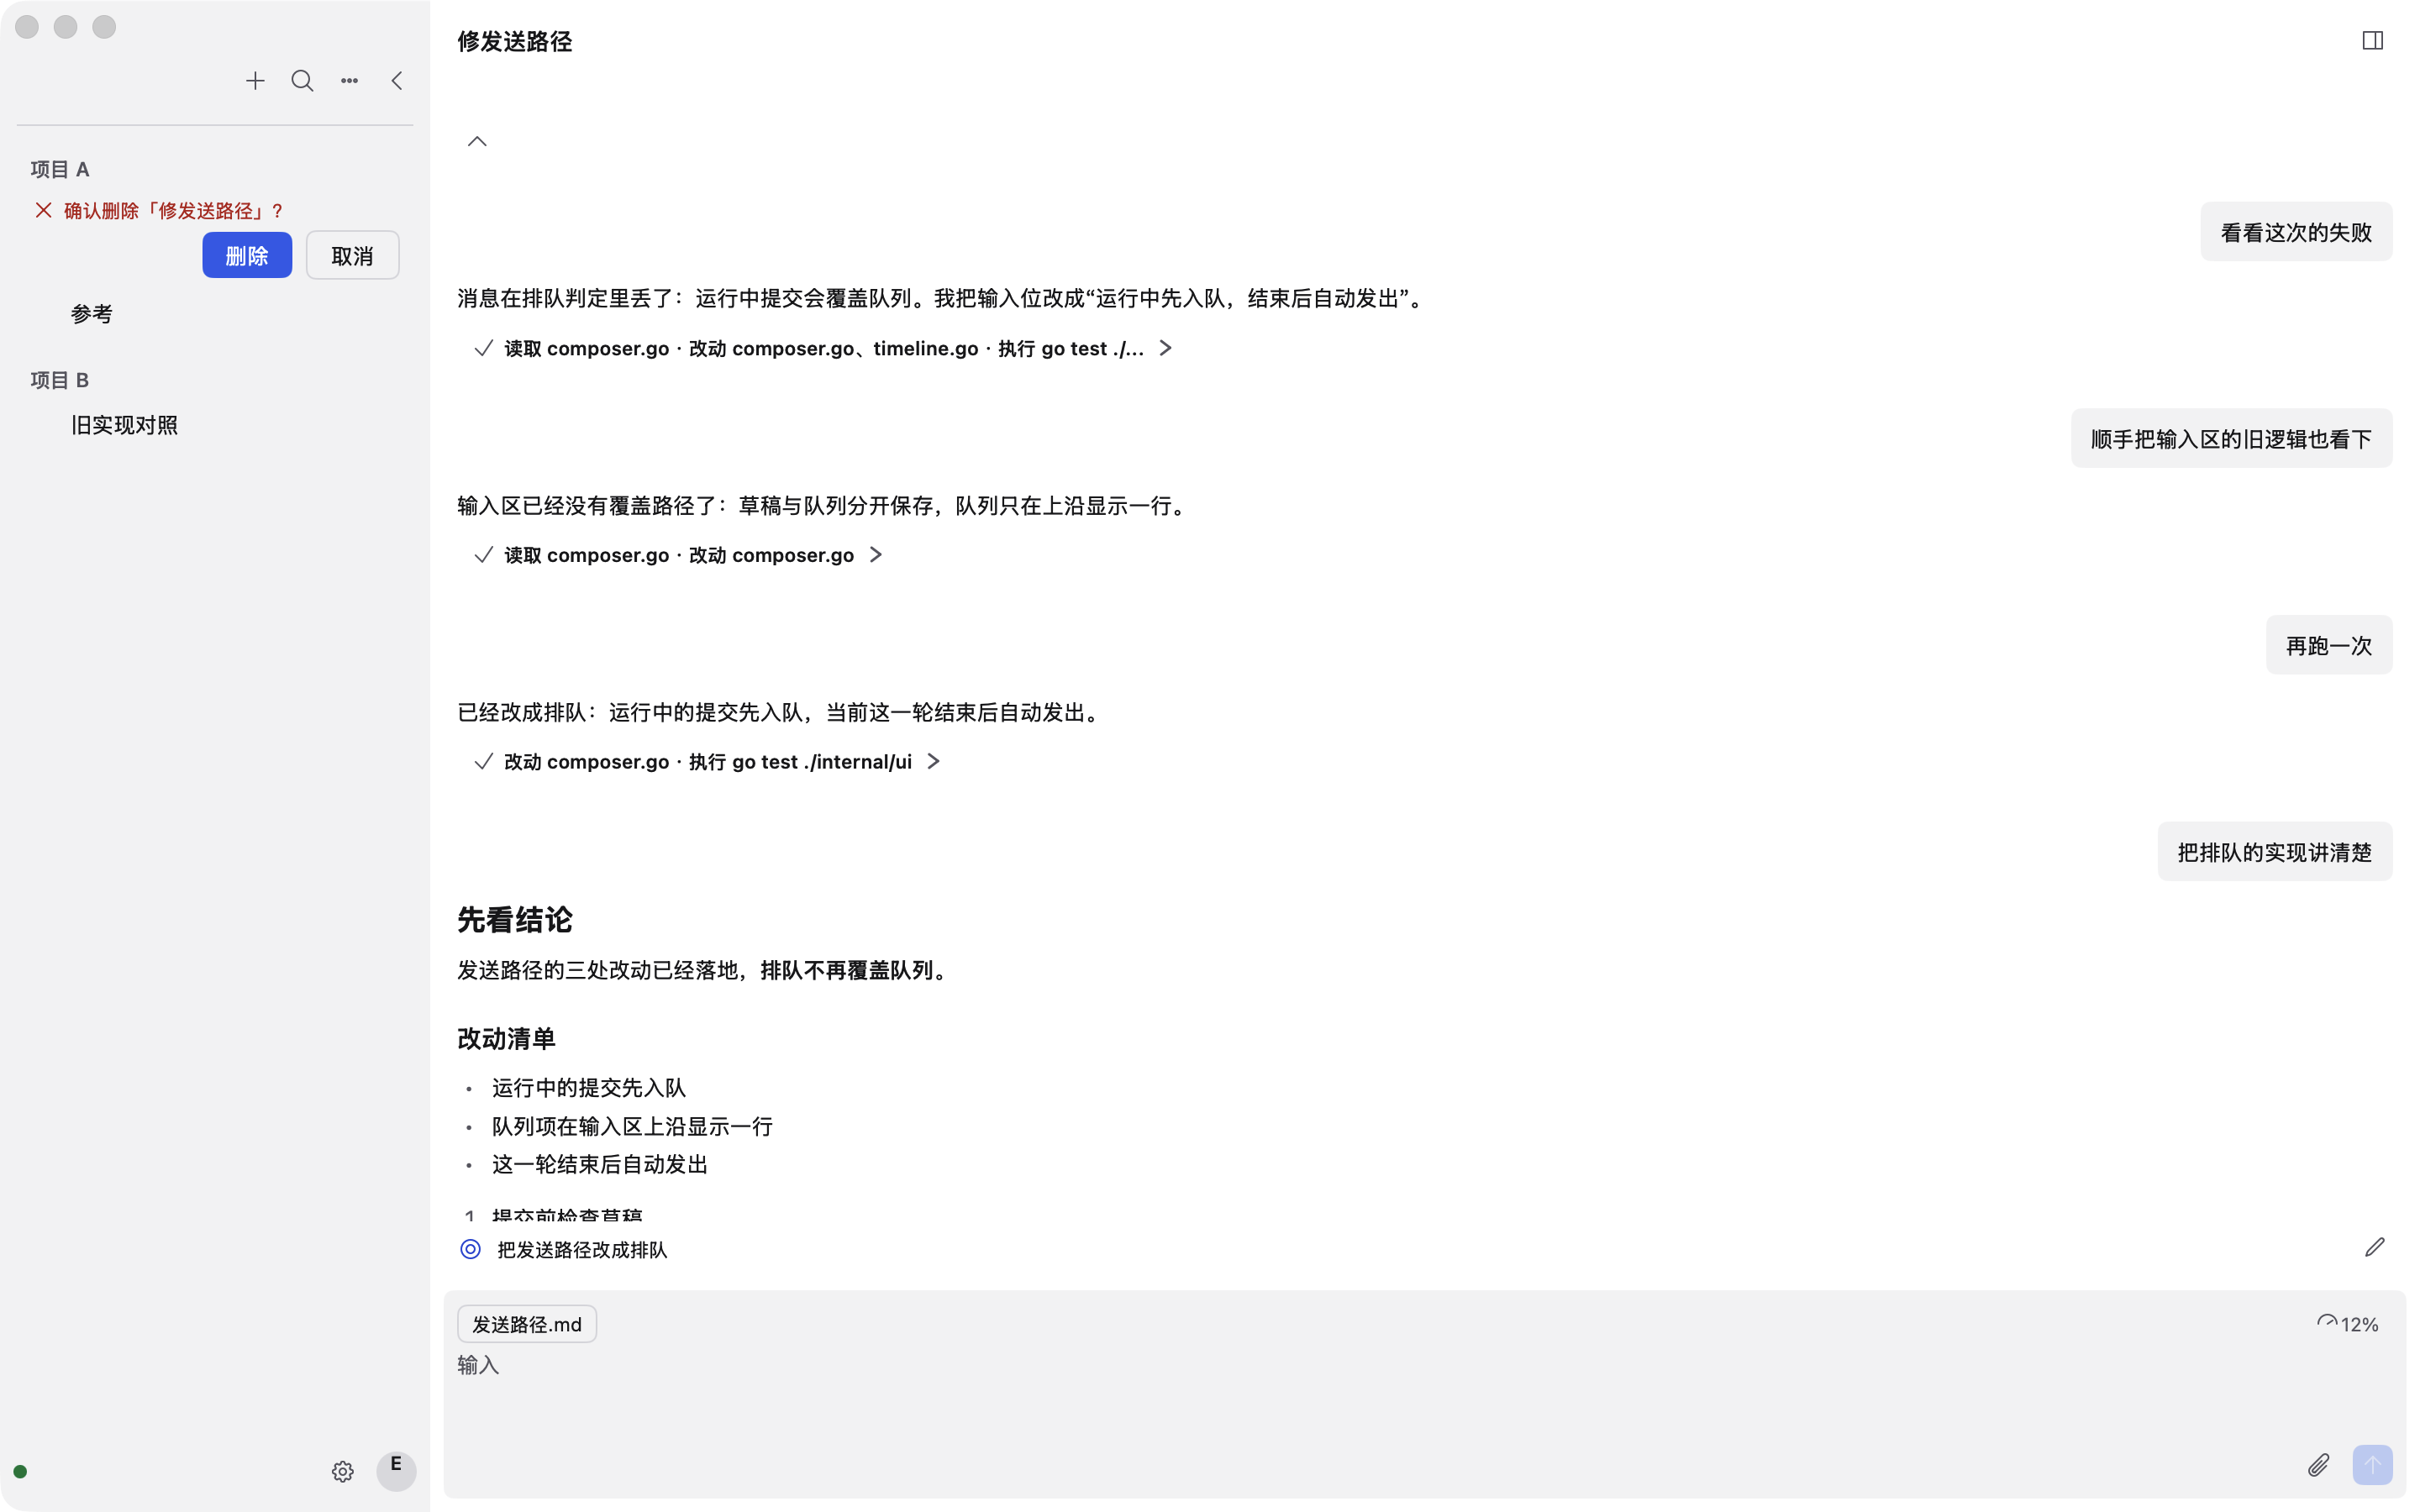 修发送路径
项目 A
确认删除「修发送路径」?
删除
取消
参考
项目 B
旧实现对照
E
看看这次的失败
消息在排队判定里丢了：运行中提交会覆盖队列。我把输入位改成“运行中先入队，结束后自动发出”。
读取 composer.go · 改动 composer.go、timeline.go · 执行 go test ./...
顺手把输入区的旧逻辑也看下
输入区已经没有覆盖路径了：草稿与队列分开保存，队列只在上沿显示一行。
读取 composer.go · 改动 composer.go
再跑一次
已经改成排队：运行中的提交先入队，当前这一轮结束后自动发出。
改动 composer.go · 执行 go test ./internal/ui
把排队的实现讲清楚
先看结论
发送路径的三处改动已经落地，排队不再覆盖队列。
改动清单
• 运行中的提交先入队
• 队列项在输入区上沿显示一行
• 这一轮结束后自动发出
1 提交前检查草稿
把发送路径改成排队
发送路径.md
12%
输入